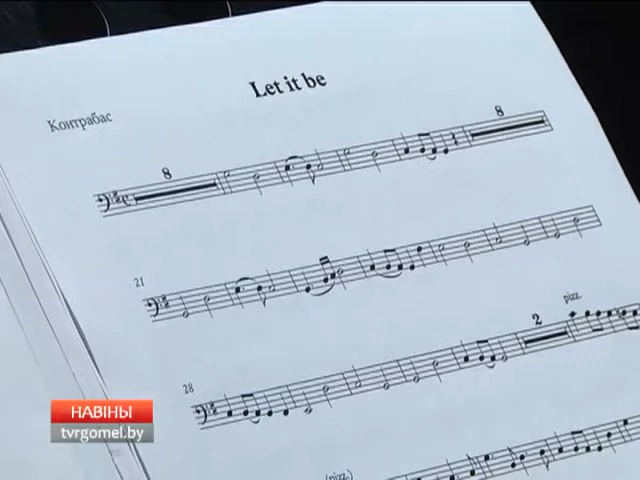 Let it be
Контрабас
8
8
21
pizz.
2
28
(pizz.)
НАВІНЫ
tvrgomel.by